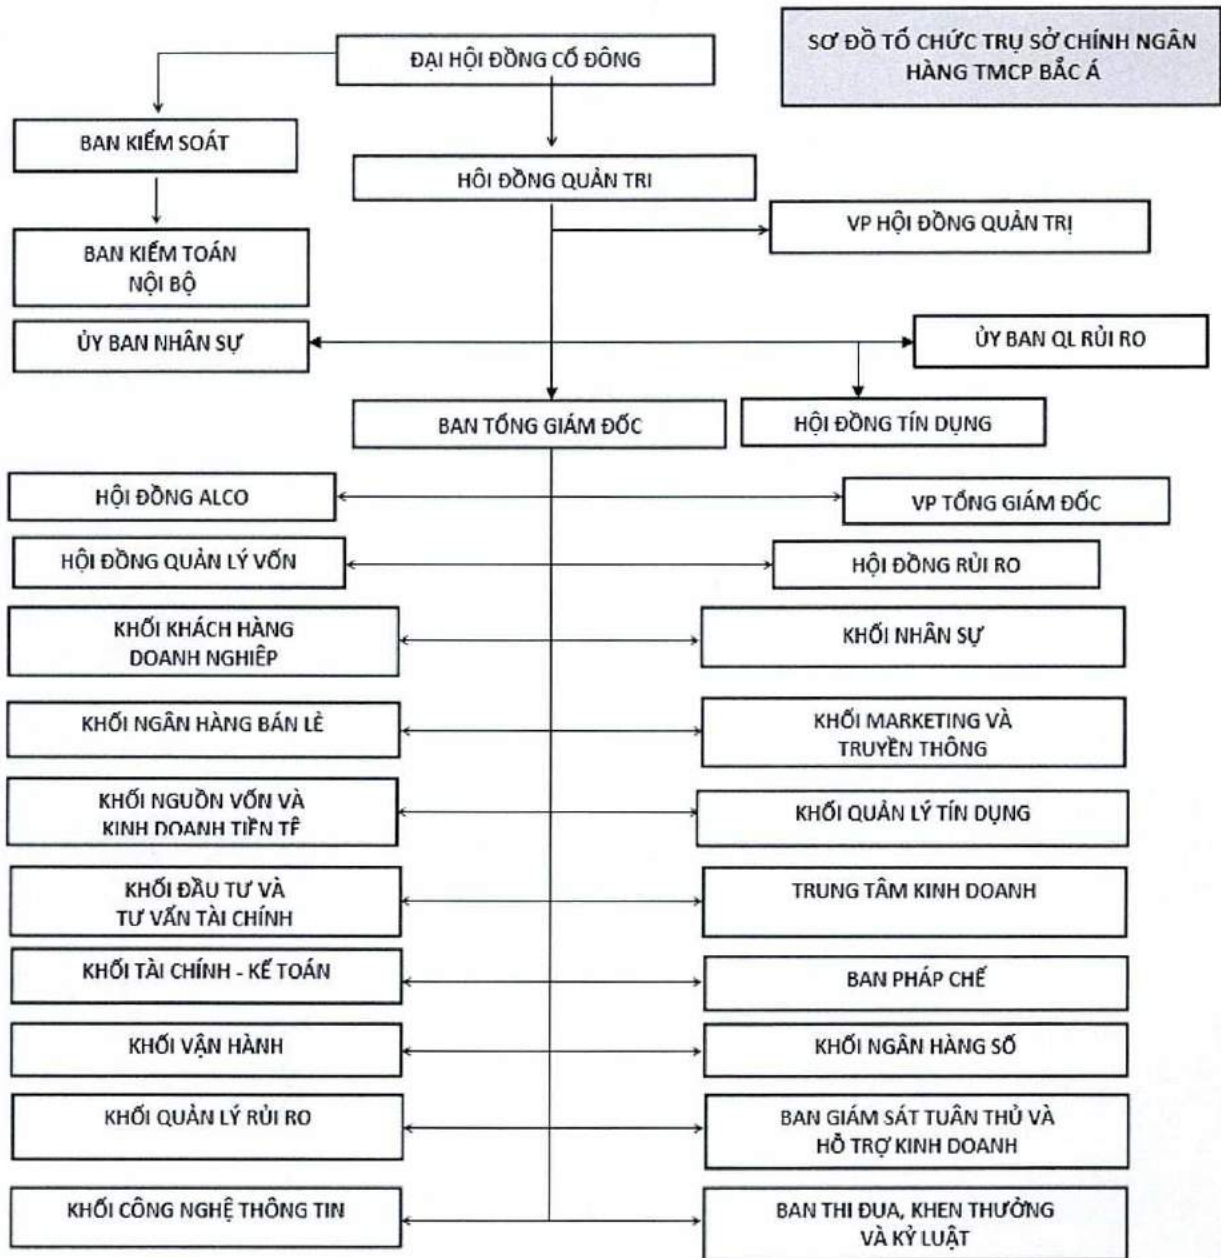 SƠ ĐỒ TỔ CHỨC TRỤ SỞ CHÍNH NGÂN
HÀNG TMCP BẮC Á
ĐẠI HỘI ĐỒNG CỔ ĐÔNG
BAN KIỂM SOÁT
HÔI ĐỒNG QUẢN TRI
VP HỘI ĐỒNG QUẢN TRỊ
BAN KIỂM TOÁN
NỘI BỘ
ỦY BAN NHÂN SỰ
ỦY BAN QL RỦI RO
BAN TỔNG GIÁM ĐỐC
HỘI ĐỒNG TÍN DỤNG
HỘI ĐỒNG ALCO
VP TỔNG GIÁM ĐỐC
HỘI ĐỒNG QUẢN LÝ VỐN
HỘI ĐỒNG RỦI RO
KHỐI KHÁCH HÀNG
DOANH NGHIÊP
KHỐI NHÂN SỰ
KHỐI NGÂN HÀNG BÁN LẺ
KHỐI MARKETING VÀ
TRUYỀN THÔNG
KHỐI NGUỒN VỐN VÀ
KINH DOANH TIỀN TÊ
KHỐI QUẢN LÝ TÍN DỤNG
KHỐI ĐẦU TƯ VÀ
TƯ VẤN TÀI CHÍNH
TRUNG TÂM KINH DOANH
KHỐI TÀI CHÍNH - KẾ TOÁN
BAN PHÁP CHẾ
KHỐI VẬN HÀNH
KHỐI NGÂN HÀNG SỐ
KHỐI QUẢN LÝ RỦI RO
BAN GIÁM SÁT TUÂN THỦ VÀ
HỖ TRỢ KINH DOANH
KHỐI CÔNG NGHỆ THÔNG TIN
BAN THI ĐUA, KHEN THƯỞNG
VÀ KỶ LUẬT